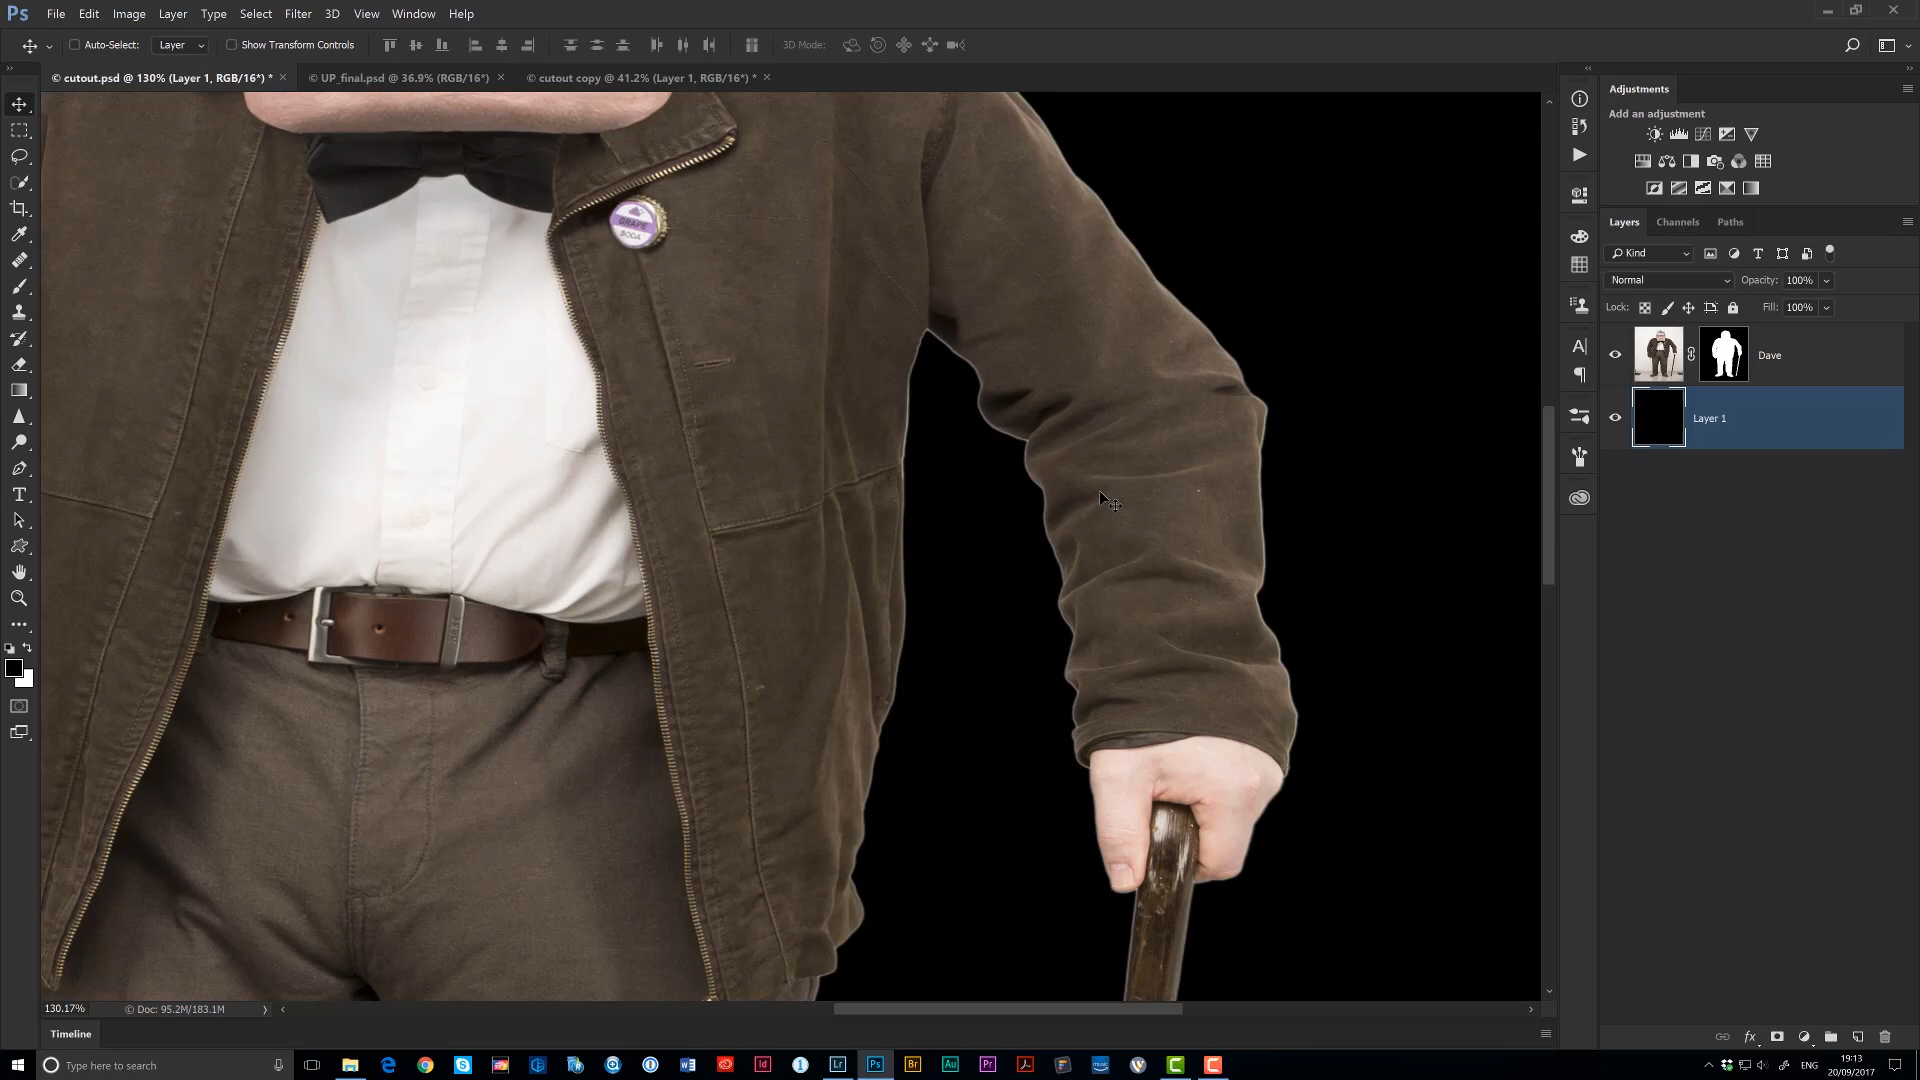 Ps File Edit Image Layer Type Select Filter 3D View Window Help
Auto-Select: Layer Show Transform Controls 3D Mode:
© cutout.psd @ 130% (Layer 1, RGB/16*) * © UP_final.psd @ 36.9% (RGB/16*) © cutout copy @ 41.2% (Layer 1, RGB/16*) *
Adjustments
Add an adjustment
Layers Channels Paths
Kind
Normal Opacity: 100%
Lock: Fill: 100%
Dave
Layer 1
GRAPE
SODA
130.17% © Doc: 95.2M/183.1M
Timeline
Type here to search
ENG
19:13
20/09/2017